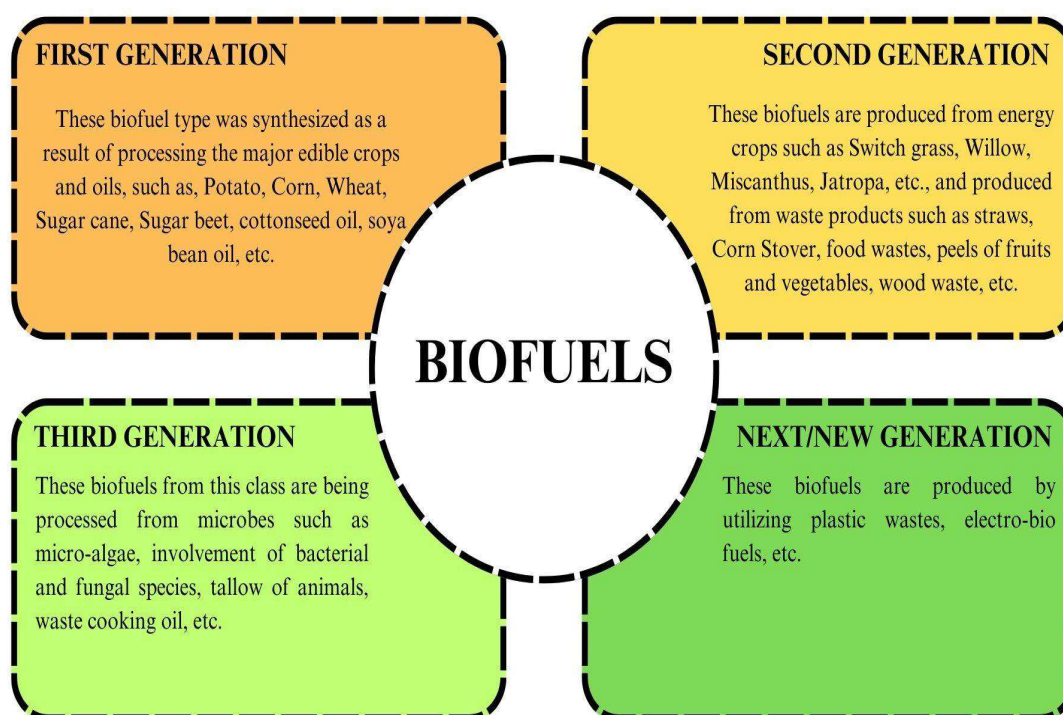 FIRST GENERATION
These biofuel type was synthesized as a
result of processing the major edible crops
and oils, such as, Potato, Corn, Wheat,
Sugar cane, Sugar beet, cottonseed oil, soya
bean oil, etc.
SECOND GENERATION
These biofuels are produced from energy
crops such as Switch grass, Willow,
Miscanthus, Jatropa, etc., and produced
from waste products such as straws,
Corn Stover, food wastes, peels of fruits
and vegetables, wood waste, etc.
BIOFUELS
THIRD GENERATION
These biofuels from this class are being
processed from microbes such as
micro-algae, involvement of bacterial
and fungal species, tallow of animals,
waste cooking oil, etc.
NEXT/NEW GENERATION
These biofuels are produced by
utilizing plastic wastes, electro-bio
fuels, etc.